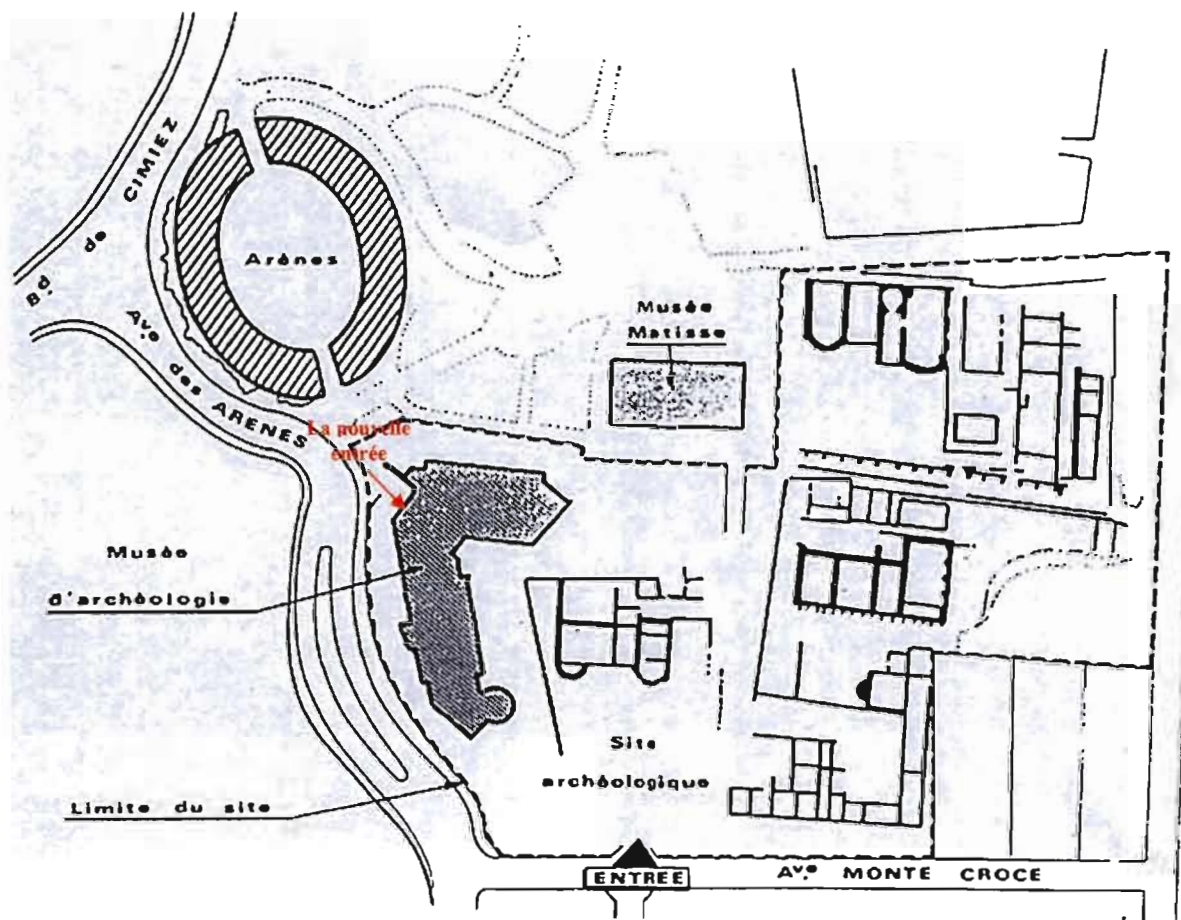 Bd. de CIMIEZ
Arènes
Ave. des ARENES
Musée
Matisse
La nouvelle
entrée
Musée
d'archéologie
Site
archéologique
Limite du site
ENTREE
Ave. MONTE CROCE